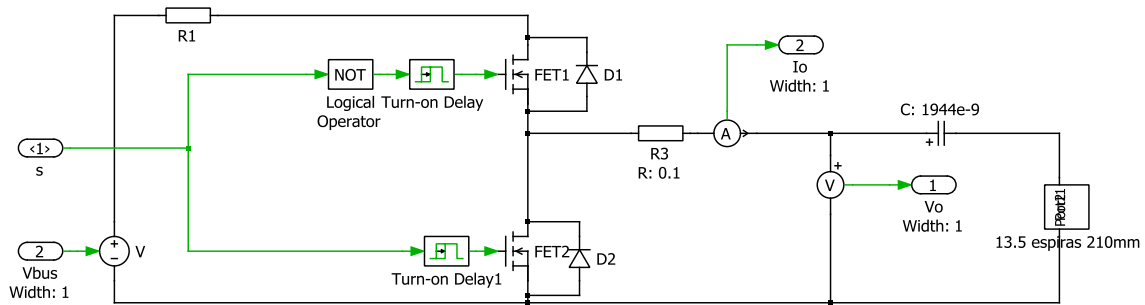 R1
NOT
Logical
Operator
Turn-on Delay
FET1
D1
2
Io
Width: 1
C: 1944e-9
+
<1>
s
R3
R: 0.1
A
+
V
1
Vo
Width: 1
13.5 espiras 210mm
2
Vbus
Width: 1
+
−
V
Turn-on Delay1
FET2
D2